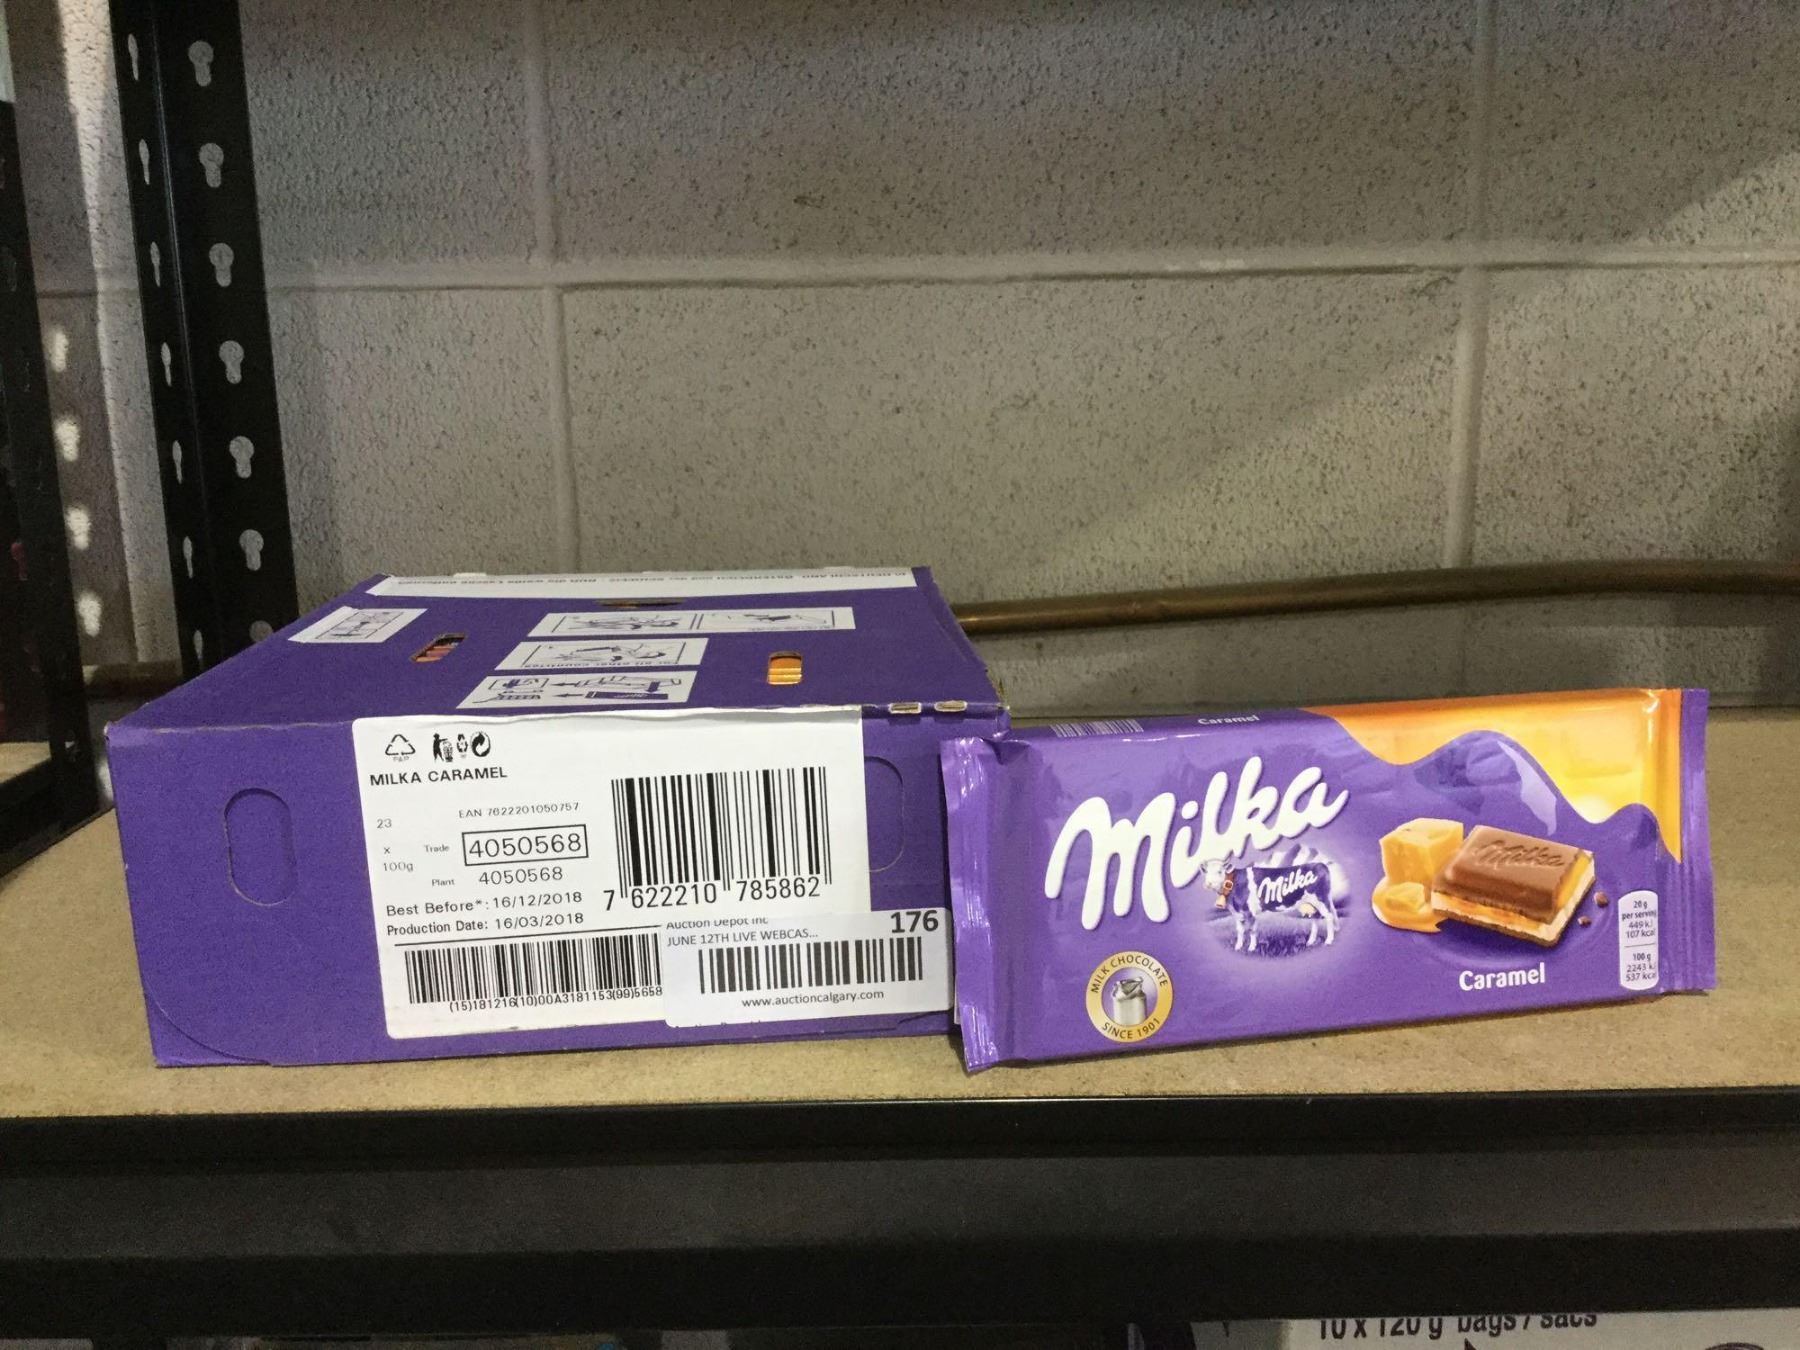 MILKA CARAMEL
EAN 7622201050757
23
x
100g
Trade 4050568
Plant 4050568
Best Before*: 16/12/2018
Production Date: 16/03/2018
7 622210 785862
(15)181216(10)00A3181153(99)5658
Auction Depot Inc
176
JUNE 12TH LIVE WEBCAS...
www.auctioncalgary.com
Caramel
Milka
Milka
Milka
MILK CHOCOLATE
SINCE 1901
Caramel
20 g
per serving
449 kJ
107 kcal
100 g
2243 kJ
537 kcal
10 x 120 g bags / sacs